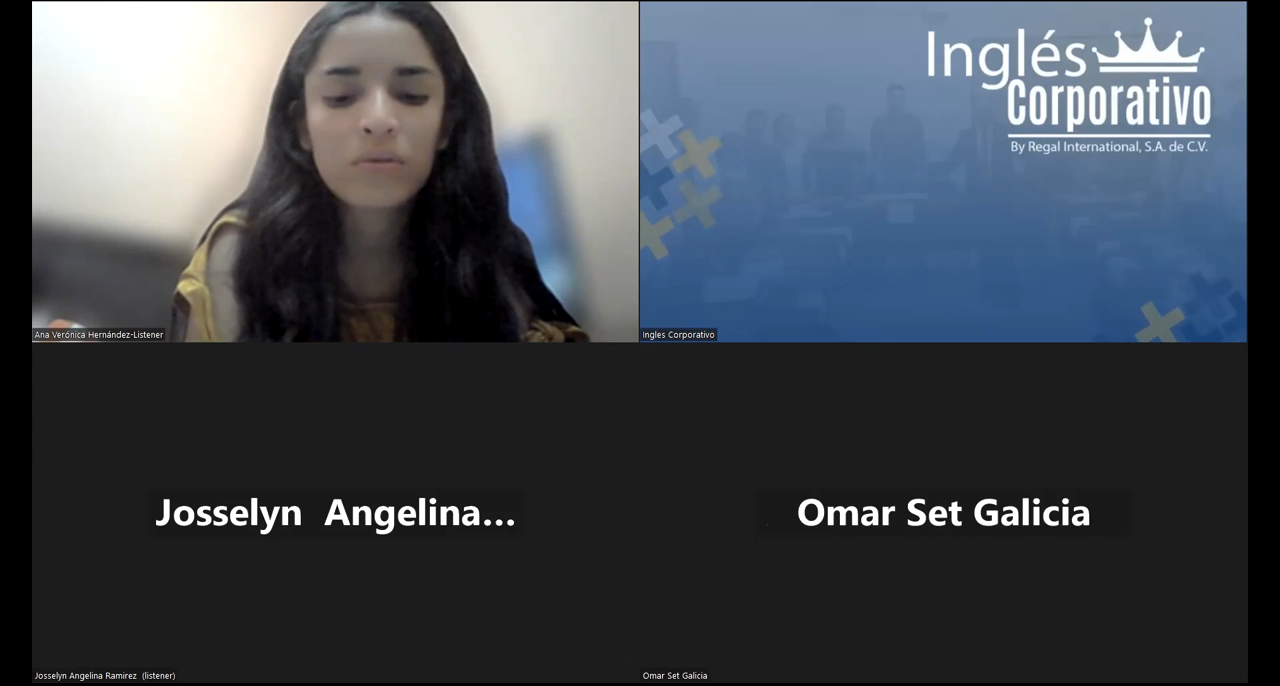 Inglés
Corporativo
By Regal International, S.A. de C.V.
Ana Verónica Hernández-Listener
Ingles Corporativo
Josselyn Angelina...
Omar Set Galicia
Josselyn Angelina Ramirez (listener)
Omar Set Galicia